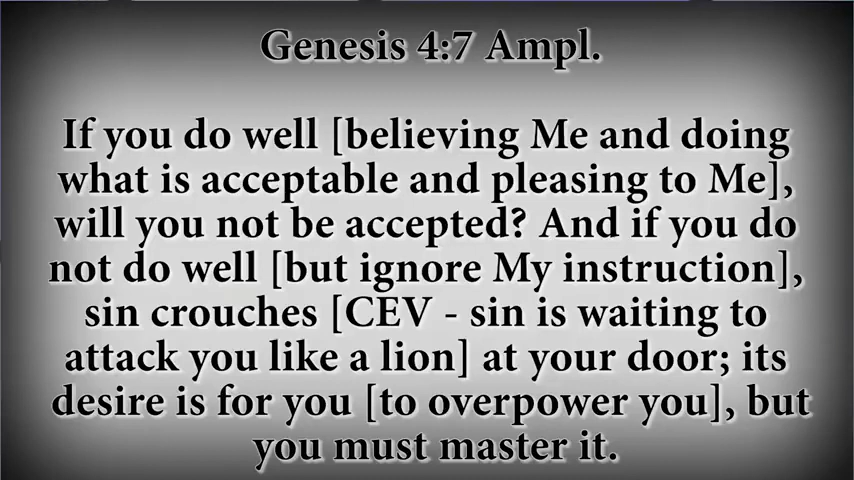 Genesis 4:7 Ampl.
If you do well [believing Me and doing
what is acceptable and pleasing to Me],
will you not be accepted? And if you do
not do well [but ignore My instruction],
sin crouches [CEV - sin is waiting to
attack you like a lion] at your door; its
desire is for you [to overpower you], but
you must master it.